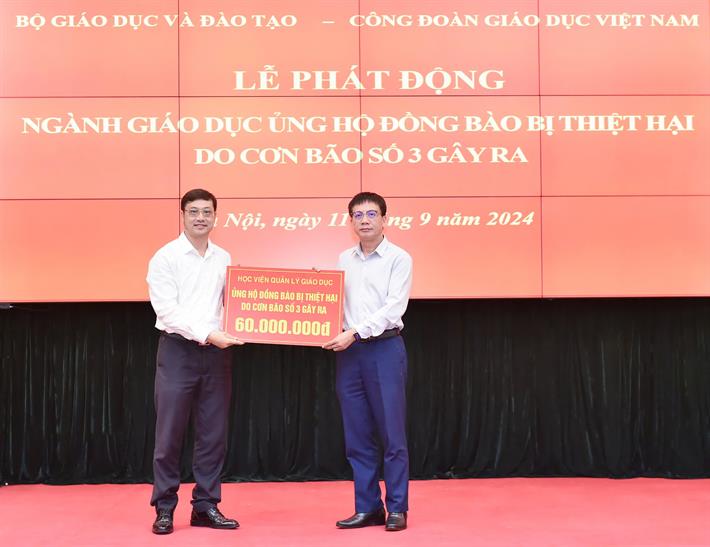 BỘ GIÁO DỤC VÀ ĐÀO TẠO – CÔNG ĐOÀN GIÁO DỤC VIỆT NAM
LỄ PHÁT ĐỘNG
NGÀNH GIÁO DỤC ỦNG HỘ ĐỒNG BÀO BỊ THIỆT HẠI
DO CƠN BÃO SỐ 3 GÂY RA
Nội, ngày 11 9 năm 2024
HỌC VIỆN QUẢN LÝ GIÁO DỤC
ỦNG HỘ ĐỒNG BÀO BỊ THIỆT HẠI
DO CƠN BÃO SỐ 3 GÂY RA
60.000.000đ